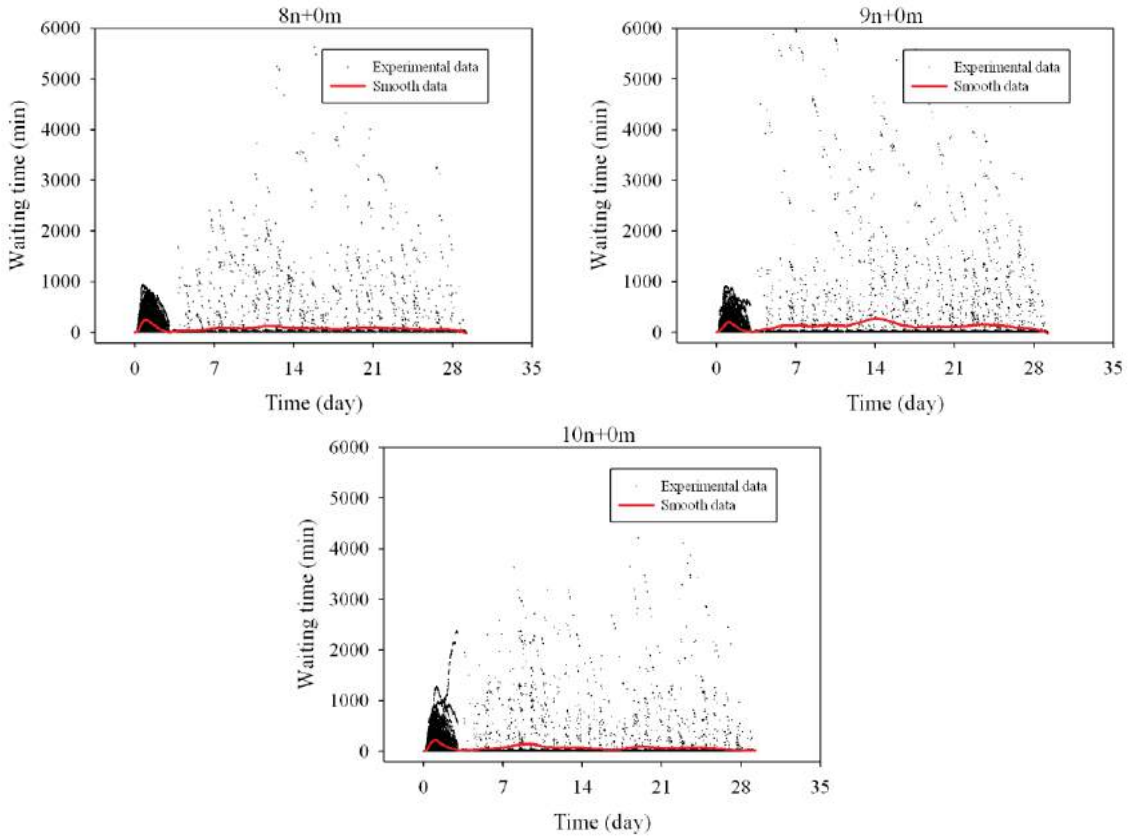 8n+0m
6000
5000
4000
3000
2000
1000
0
Waiting time (min)
Experimental data
Smooth data
0 7 14 21 28 35
Time (day)
9n+0m
6000
5000
4000
3000
2000
1000
0
Waiting time (min)
Experimental data
Smooth data
0 7 14 21 28 35
Time (day)
10n+0m
6000
5000
4000
3000
2000
1000
0
Waiting time (min)
Experimental data
Smooth data
0 7 14 21 28 35
Time (day)